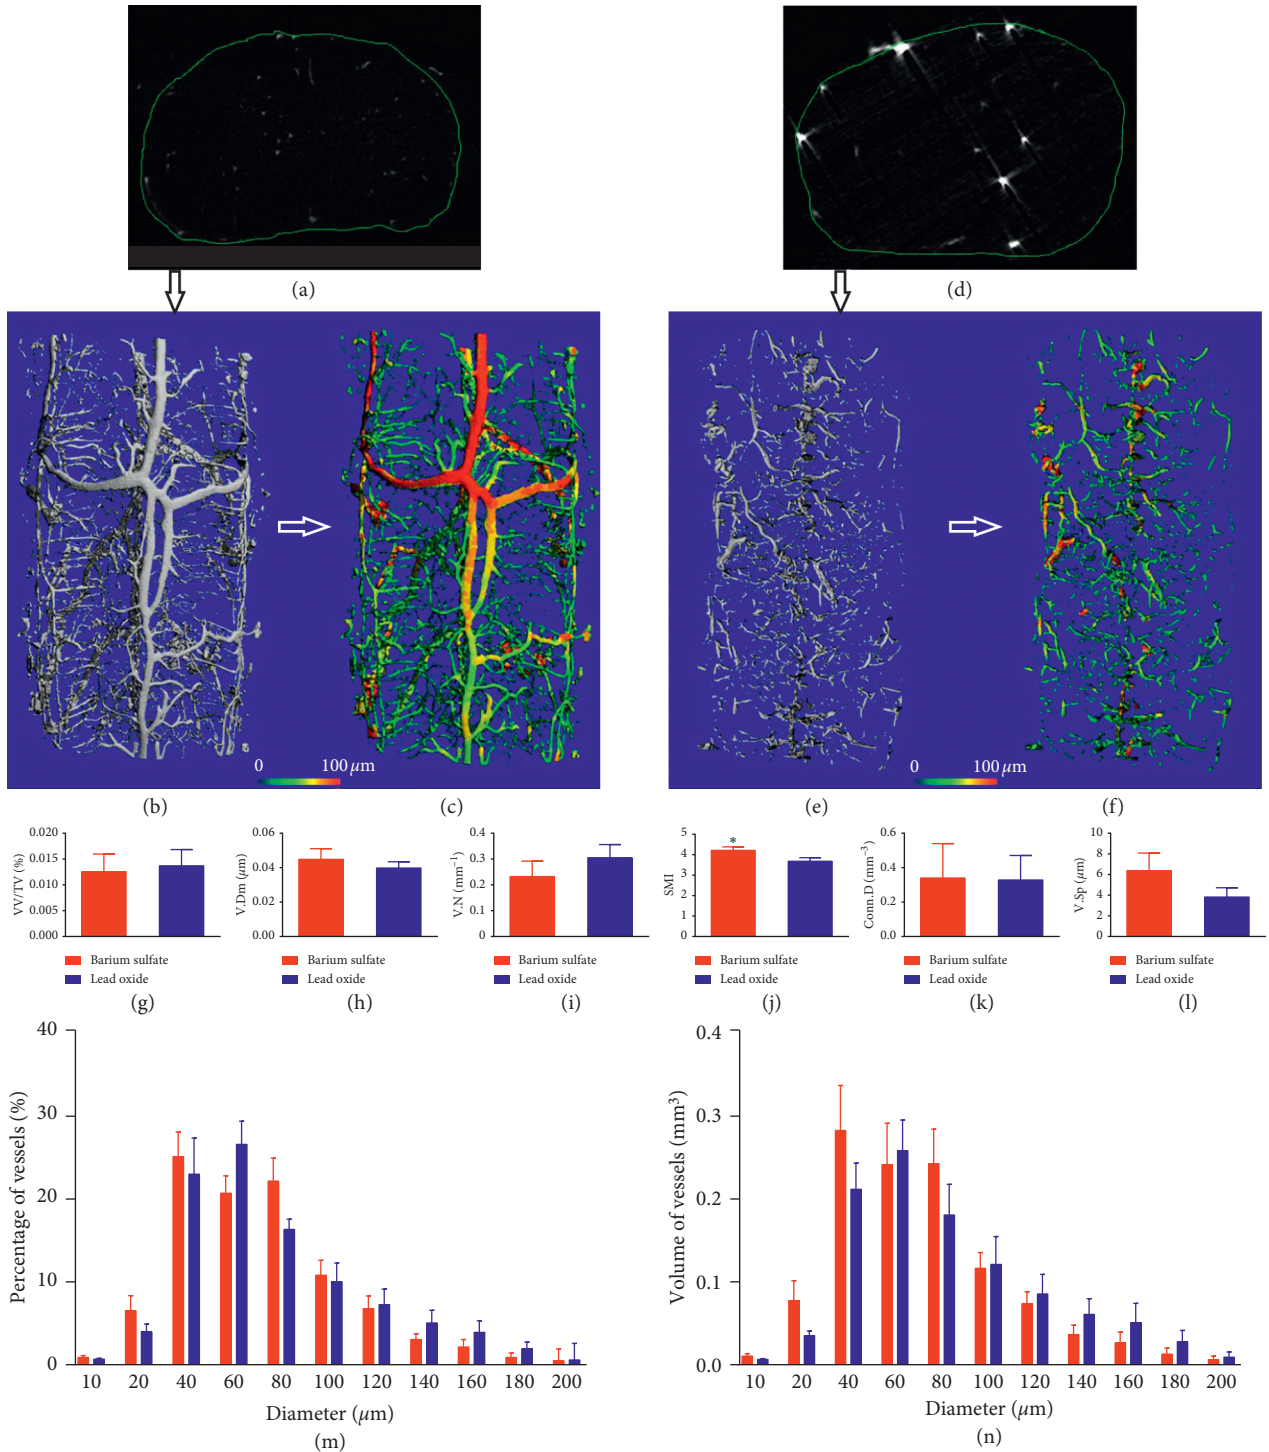 (a)
(d)
0
100 μm
0
100 μm
(b)
(c)
(e)
(f)
VV/TV (%)
0.020
0.015
0.010
0.005
0.000
Barium sulfate
Lead oxide
(g)
V.Dm (μm)
0.06
0.04
0.02
0.00
Barium sulfate
Lead oxide
(h)
V.N (mm⁻¹)
0.4
0.3
0.2
0.1
0
Barium sulfate
Lead oxide
(i)
SMI
5
4
3
2
1
0
*
Barium sulfate
Lead oxide
(j)
Conn.D (mm⁻³)
0.6
0.4
0.2
0.0
Barium sulfate
Lead oxide
(k)
V.Sp (μm)
10
8
6
4
2
0
Barium sulfate
Lead oxide
(l)
Percentage of vessels (%)
40
30
20
10
0
10 20 40 60 80 100 120 140 160 180 200
Diameter (μm)
(m)
Volume of vessels (mm³)
0.4
0.3
0.2
0.1
0.0
10 20 40 60 80 100 120 140 160 180 200
Diameter (μm)
(n)